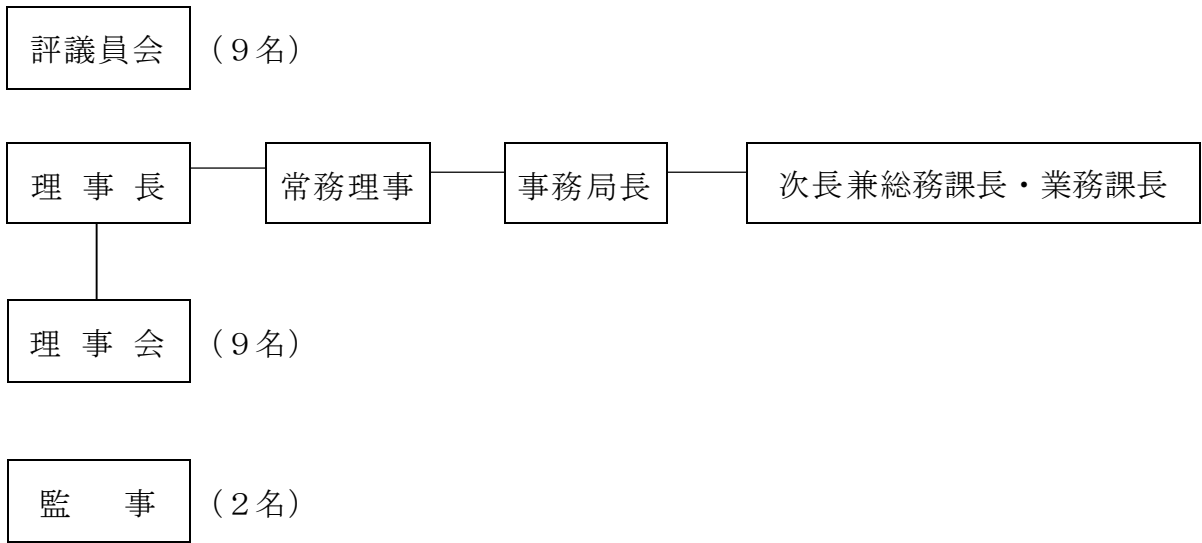 評議員会 （９名）
理事長 常務理事 事務局長 次長兼総務課長・業務課長
理事会 （９名）
監事 （２名）